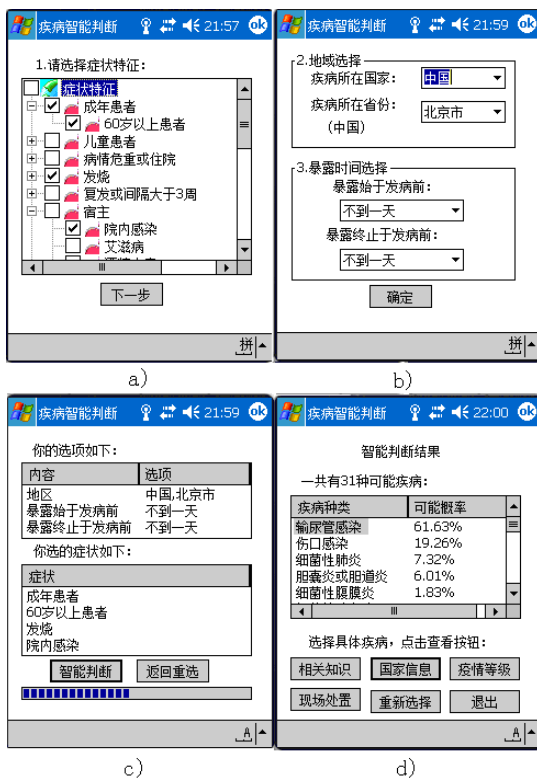 疾病智能判断 21:57 ok
1.请选择症状特征:
症状特征
成年患者
60岁以上患者
儿童患者
病情危重或住院
发烧
复发或间隔大于3周
宿主
院内感染
艾滋病
下一步
拼
a)
疾病智能判断 21:59 ok
2.地域选择
疾病所在国家: 中国
疾病所在省份: 北京市
(中国)
3.暴露时间选择
暴露始于发病前:
不到一天
暴露终止于发病前:
不到一天
确定
拼
b)
疾病智能判断 21:59 ok
你的选项如下:
内容 选项
地区 中国,北京市
暴露始于发病前 不到一天
暴露终止于发病前 不到一天
你选的症状如下:
症状
成年患者
60岁以上患者
发烧
院内感染
智能判断 返回重选
A
c)
疾病智能判断 22:00 ok
智能判断结果
一共有31种可能疾病:
疾病种类 可能概率
输尿管感染 61.63%
伤口感染 19.26%
细菌性肺炎 7.32%
胆囊炎或胆道炎 6.01%
细菌性腹膜炎 1.83%
选择具体疾病，点击查看按钮:
相关知识 国家信息 疫情等级
现场处置 重新选择 退出
A
d)